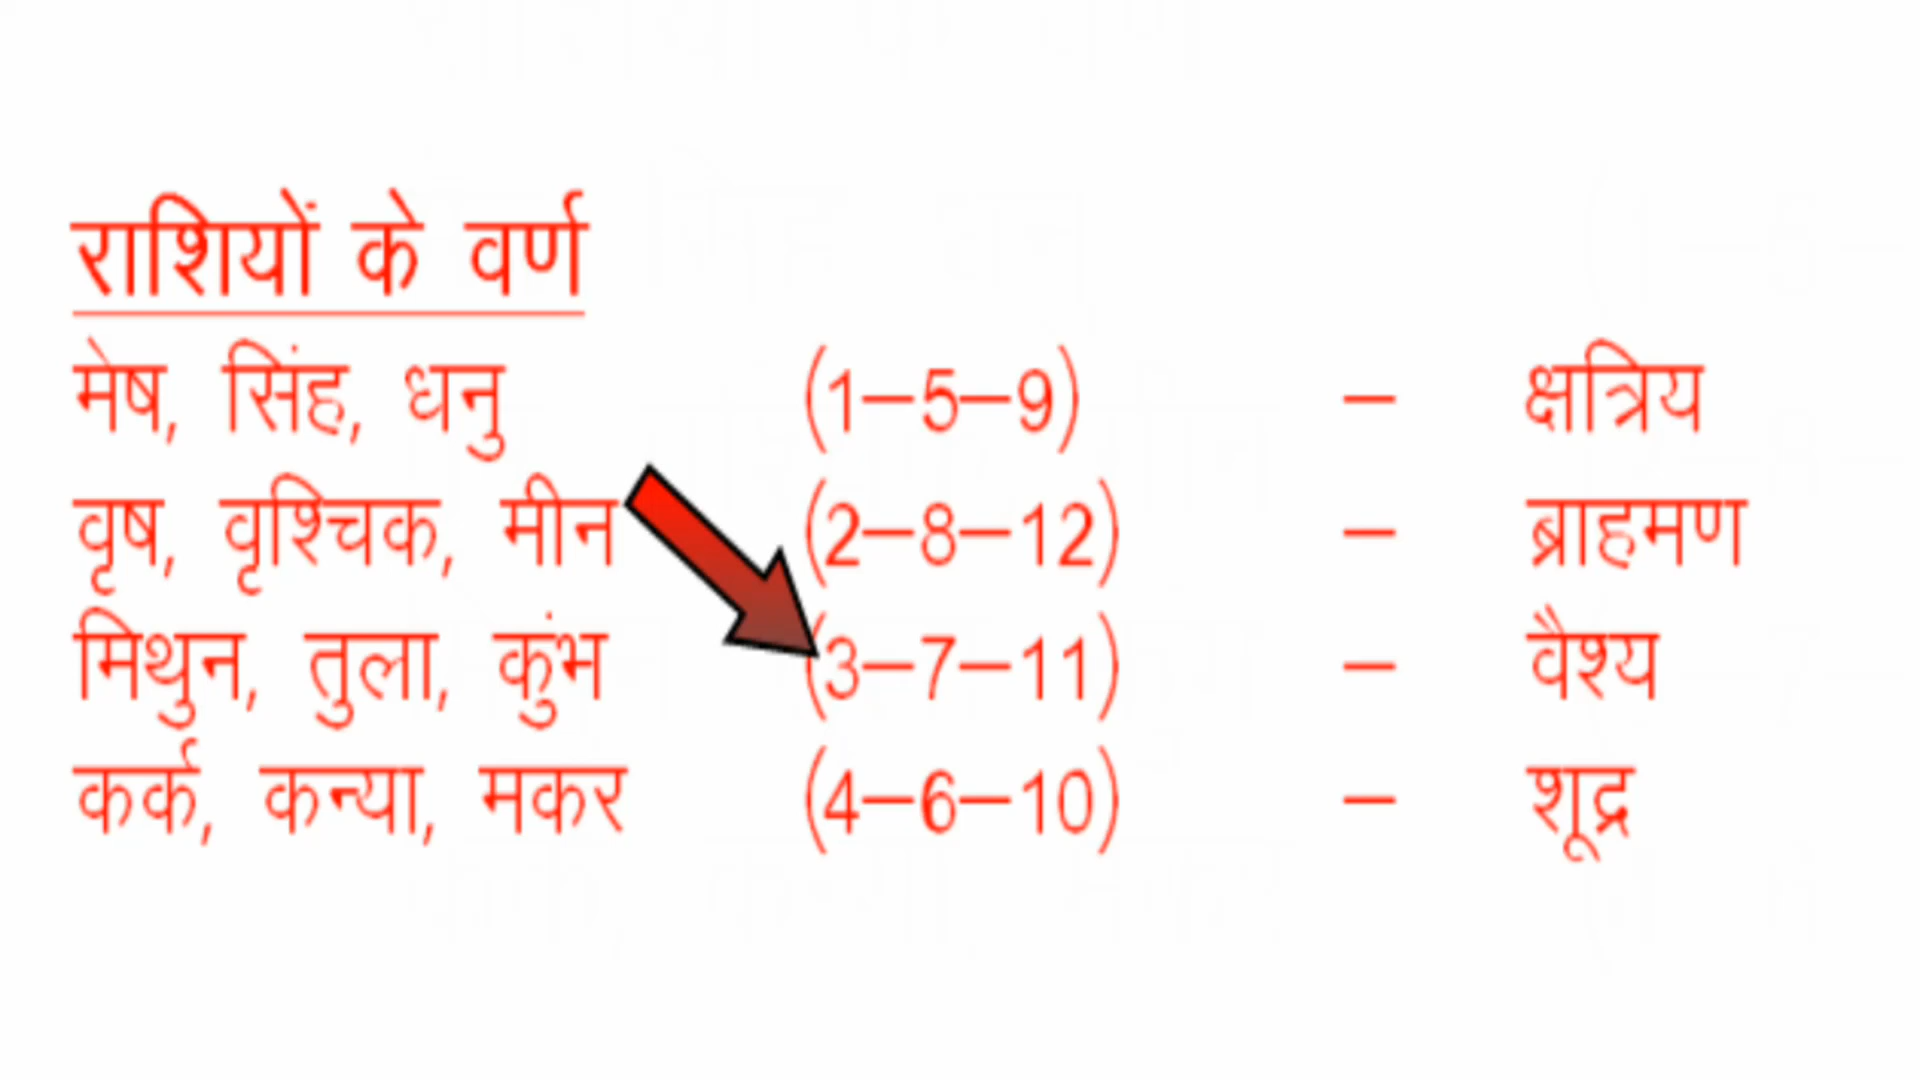 राशियों के वर्ण
मेष, सिंह, धनु (1–5–9) – क्षत्रिय
वृष, वृश्चिक, मीन (2–8–12) – ब्राहमण
मिथुन, तुला, कुंभ (3–7–11) – वैश्य
कर्क, कन्या, मकर (4–6–10) – शूद्र